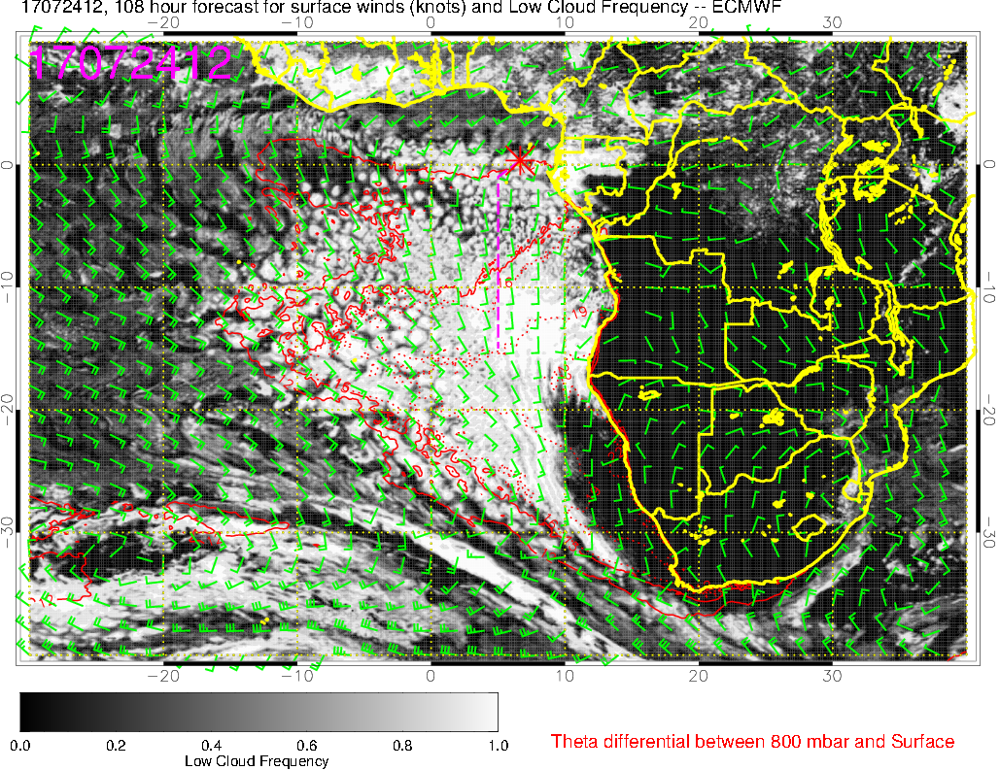 17072412, 108 hour forecast for surface winds (knots) and Low Cloud Frequency -- ECMWF
-20 -10 0 10 20 30
17072412
0 0
-10 -10
-20 -20
-30 -30
-20 -10 0 10 20 30
0.0 0.2 0.4 0.6 0.8 1.0
Low Cloud Frequency
Theta differential between 800 mbar and Surface